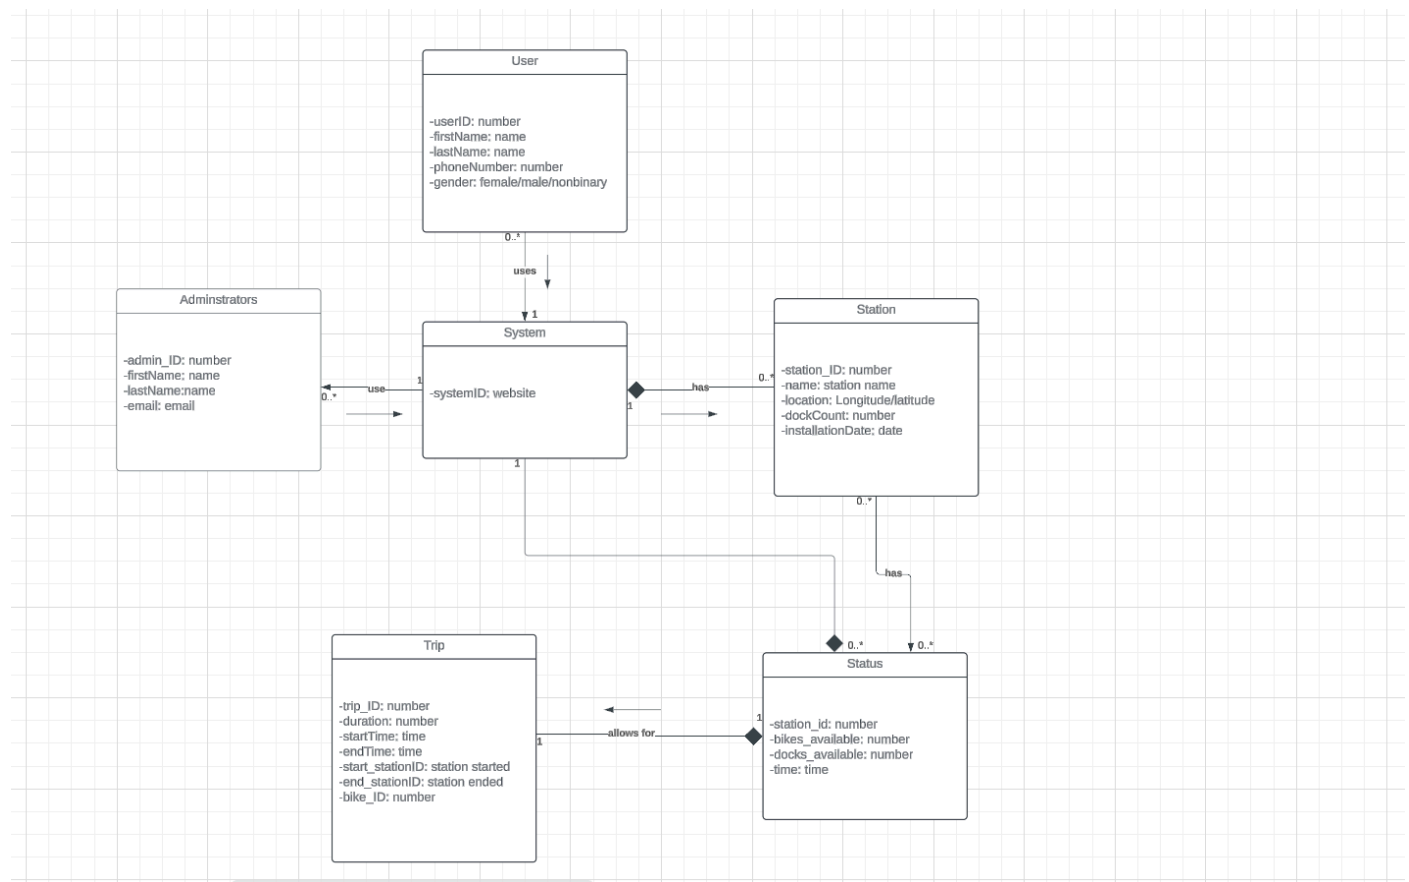 User
-userID: number
-firstName: name
-lastName: name
-phoneNumber: number
-gender: female/male/nonbinary
0..*
uses
1
Adminstrators
-admin_ID: number
-firstName: name
-lastName:name
-email: email
0..*
use
1
System
-systemID: website
1
1
has
0..*
Station
-station_ID: number
-name: station name
-location: Longitude/latitude
-dockCount: number
-installationDate: date
0..*
has
0..*
0..*
Trip
-trip_ID: number
-duration: number
-startTime: time
-endTime: time
-start_stationID: station started
-end_stationID: station ended
-bike_ID: number
1
allows for
1
Status
-station_id: number
-bikes_available: number
-docks_available: number
-time: time